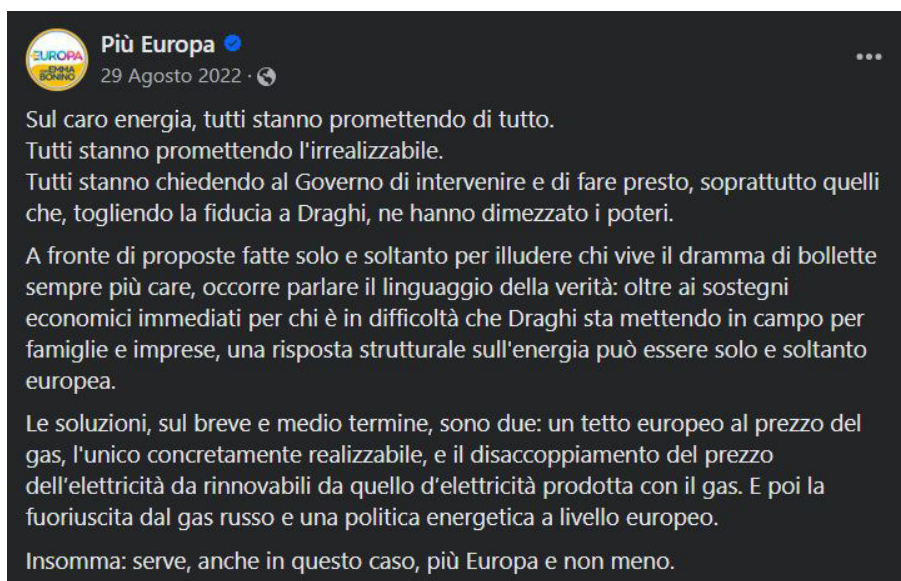 EUROPA
EMMA
BONINO
Più Europa
29 Agosto 2022 ·
Sul caro energia, tutti stanno promettendo di tutto.
Tutti stanno promettendo l'irrealizzabile.
Tutti stanno chiedendo al Governo di intervenire e di fare presto, soprattutto quelli
che, togliendo la fiducia a Draghi, ne hanno dimezzato i poteri.
A fronte di proposte fatte solo e soltanto per illudere chi vive il dramma di bollette
sempre più care, occorre parlare il linguaggio della verità: oltre ai sostegni
economici immediati per chi è in difficoltà che Draghi sta mettendo in campo per
famiglie e imprese, una risposta strutturale sull'energia può essere solo e soltanto
europea.
Le soluzioni, sul breve e medio termine, sono due: un tetto europeo al prezzo del
gas, l'unico concretamente realizzabile, e il disaccoppiamento del prezzo
dell’elettricità da rinnovabili da quello d’elettricità prodotta con il gas. E poi la
fuoriuscita dal gas russo e una politica energetica a livello europeo.
Insomma: serve, anche in questo caso, più Europa e non meno.